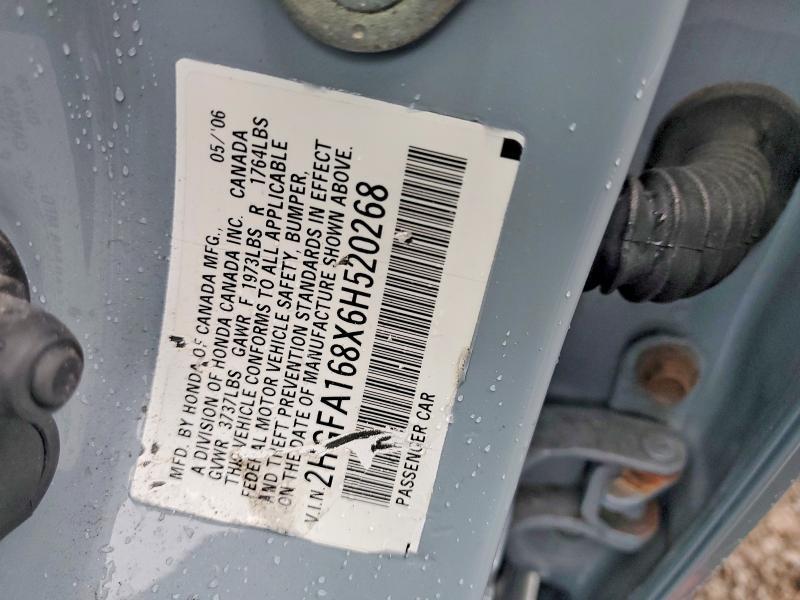 MFD. BY HONDA OF CANADA MFG., 05/'06
A DIVISION OF HONDA CANADA INC. CANADA
GVWR 3737LBS GAWR F 1973LBS R 1764LBS
THIS VEHICLE CONFORMS TO ALL APPLICABLE
FEDERAL MOTOR VEHICLE SAFETY, BUMPER,
AND THEFT PREVENTION STANDARDS IN EFFECT
ON THE DATE OF MANUFACTURE SHOWN ABOVE.
V.I.N. 2HGFA168X6H520268
PASSENGER CAR